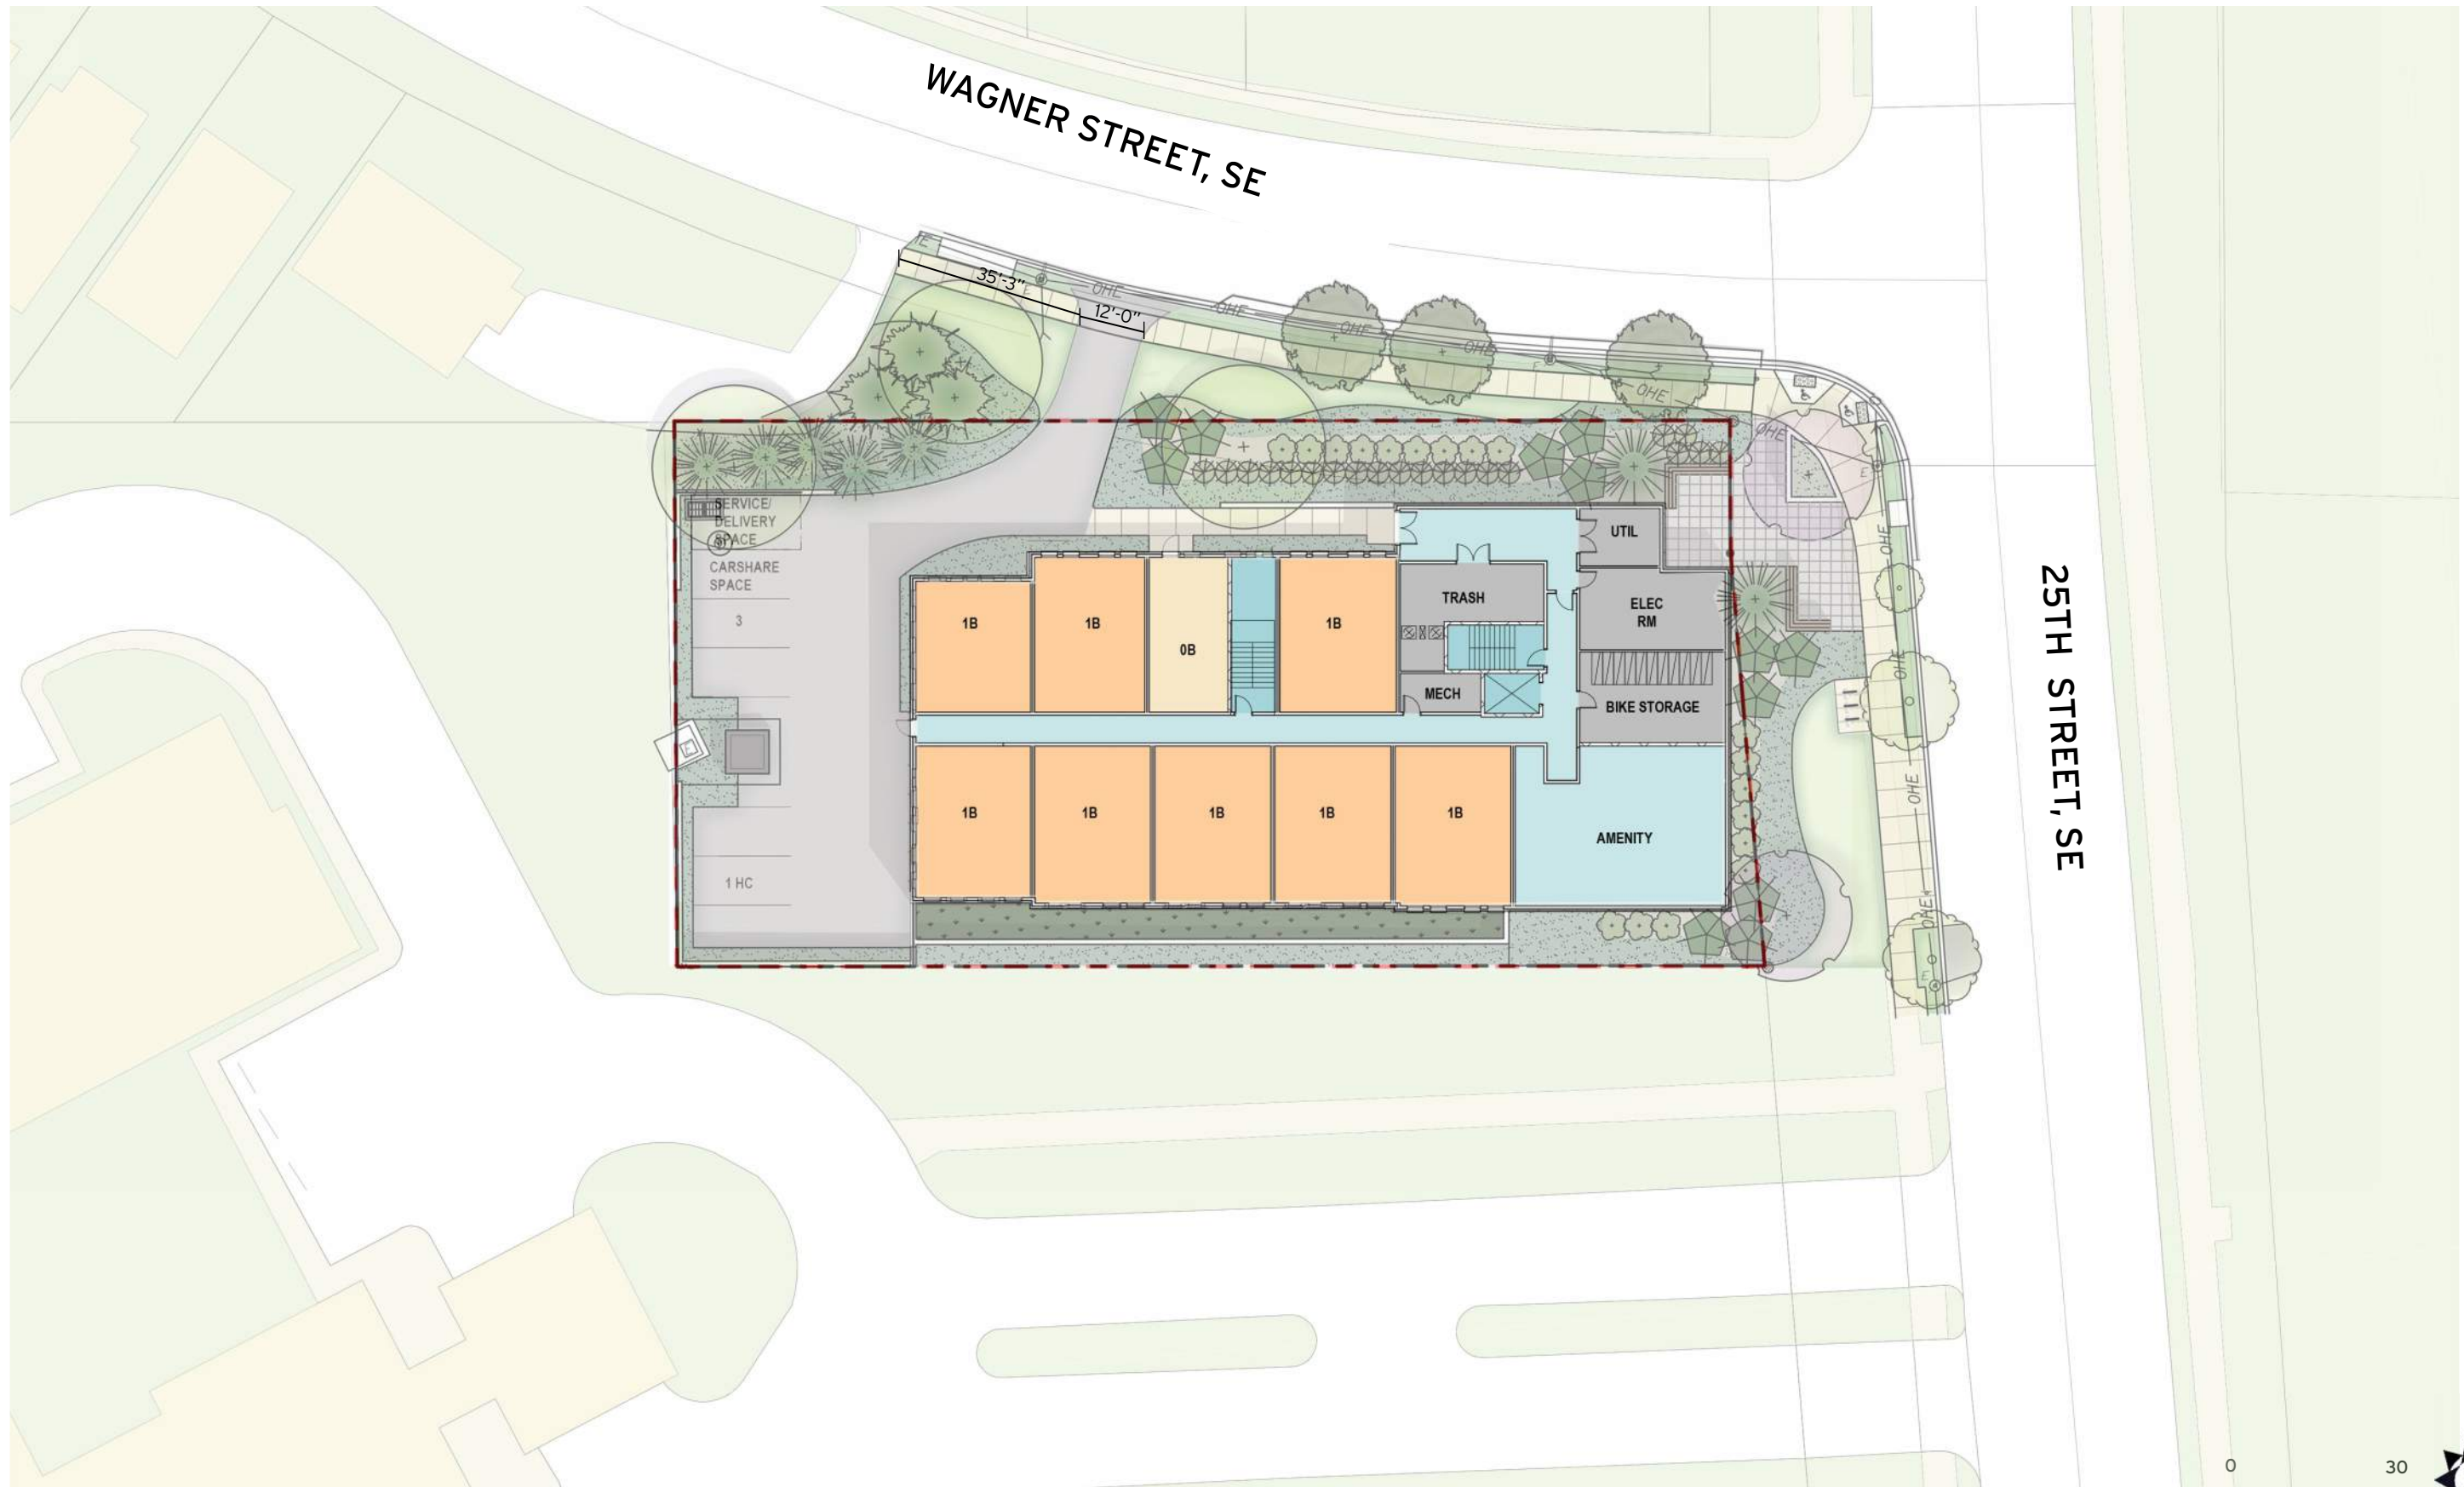 WAGNER STREET, SE
35'-3"
12'-0"
OHE
OHE
OHE
OHE
OHE
OHE
OHE
E
E
E
SERVICE/
DELIVERY
SPACE
CARSHARE
SPACE
3
1 HC
UTIL
TRASH
ELEC
RM
1B
1B
0B
1B
MECH
BIKE STORAGE
1B
1B
1B
1B
1B
AMENITY
OHE
OHE
OHE
OHE
E
E
25TH STREET, SE
0
30